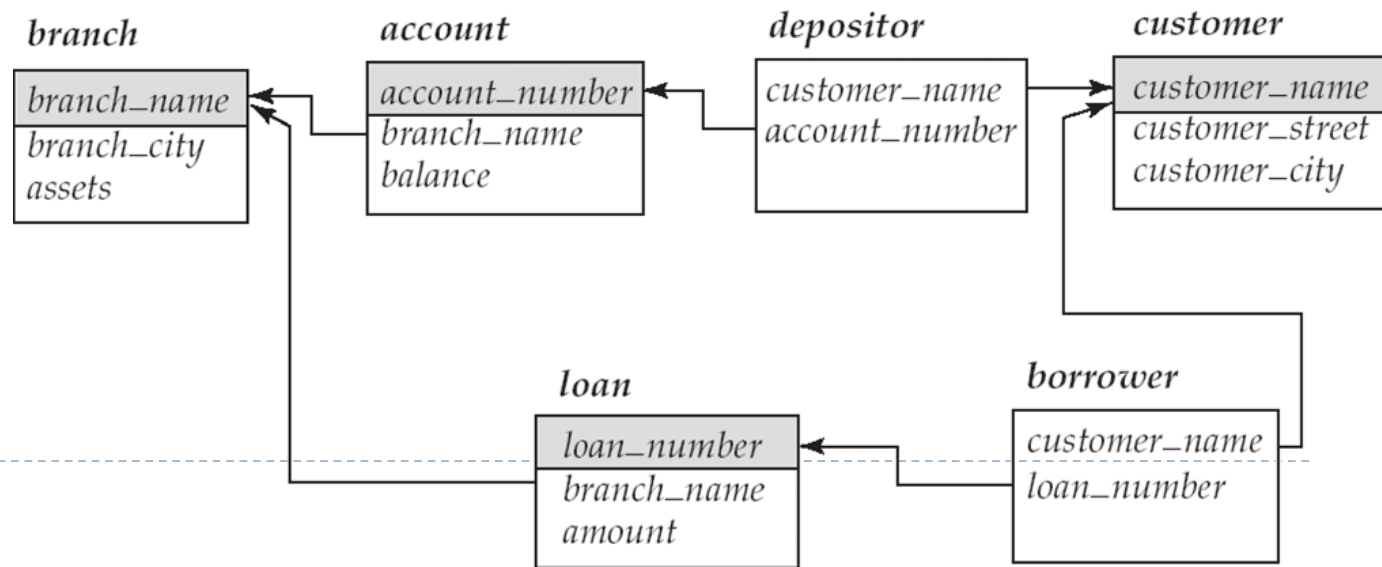 branch
branch_name
branch_city
assets
account
account_number
branch_name
balance
depositor
customer_name
account_number
customer
customer_name
customer_street
customer_city
loan
loan_number
branch_name
amount
borrower
customer_name
loan_number